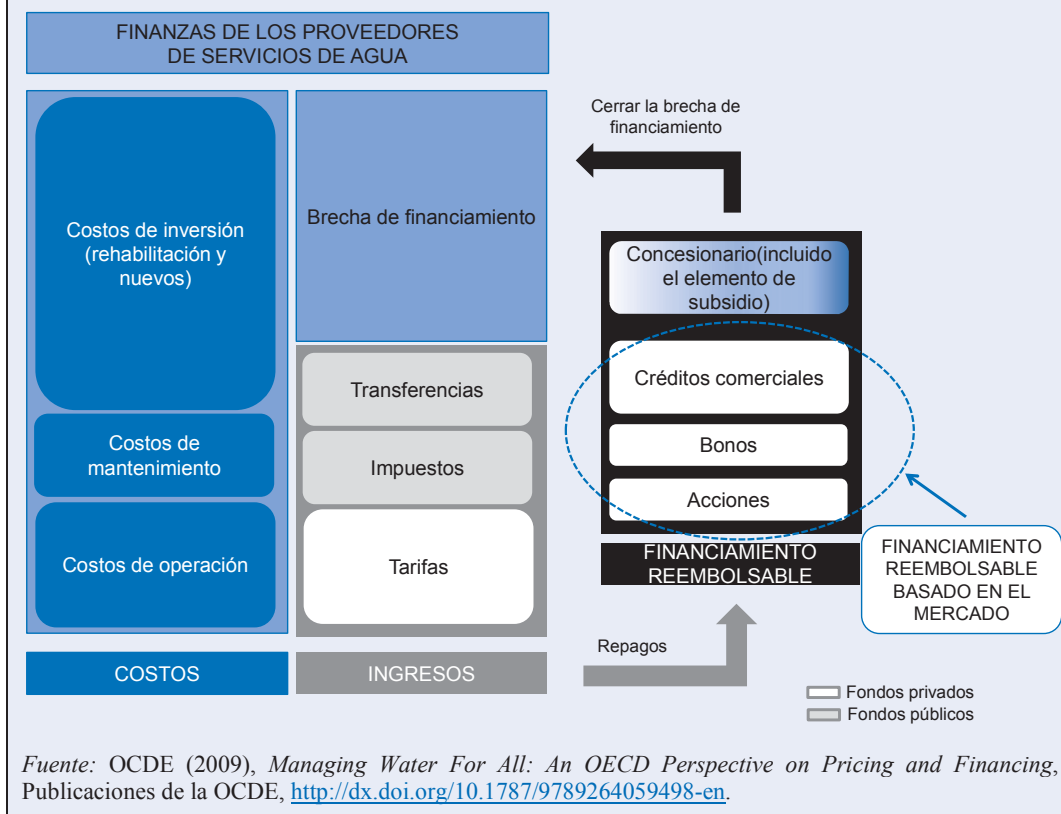 FINANZAS DE LOS PROVEEDORES
DE SERVICIOS DE AGUA
Costos de inversión
(rehabilitación y
nuevos)
Costos de
mantenimiento
Costos de operación
COSTOS
Brecha de financiamiento
Transferencias
Impuestos
Tarifas
INGRESOS
Cerrar la brecha de
financiamiento
Concesionario(incluido
el elemento de
subsidio)
Créditos comerciales
Bonos
Acciones
FINANCIAMIENTO
REEMBOLSABLE
FINANCIAMIENTO
REEMBOLSABLE
BASADO EN EL
MERCADO
Repagos
Fondos privados
Fondos públicos
Fuente: OCDE (2009), Managing Water For All: An OECD Perspective on Pricing and Financing,
Publicaciones de la OCDE, http://dx.doi.org/10.1787/9789264059498-en.